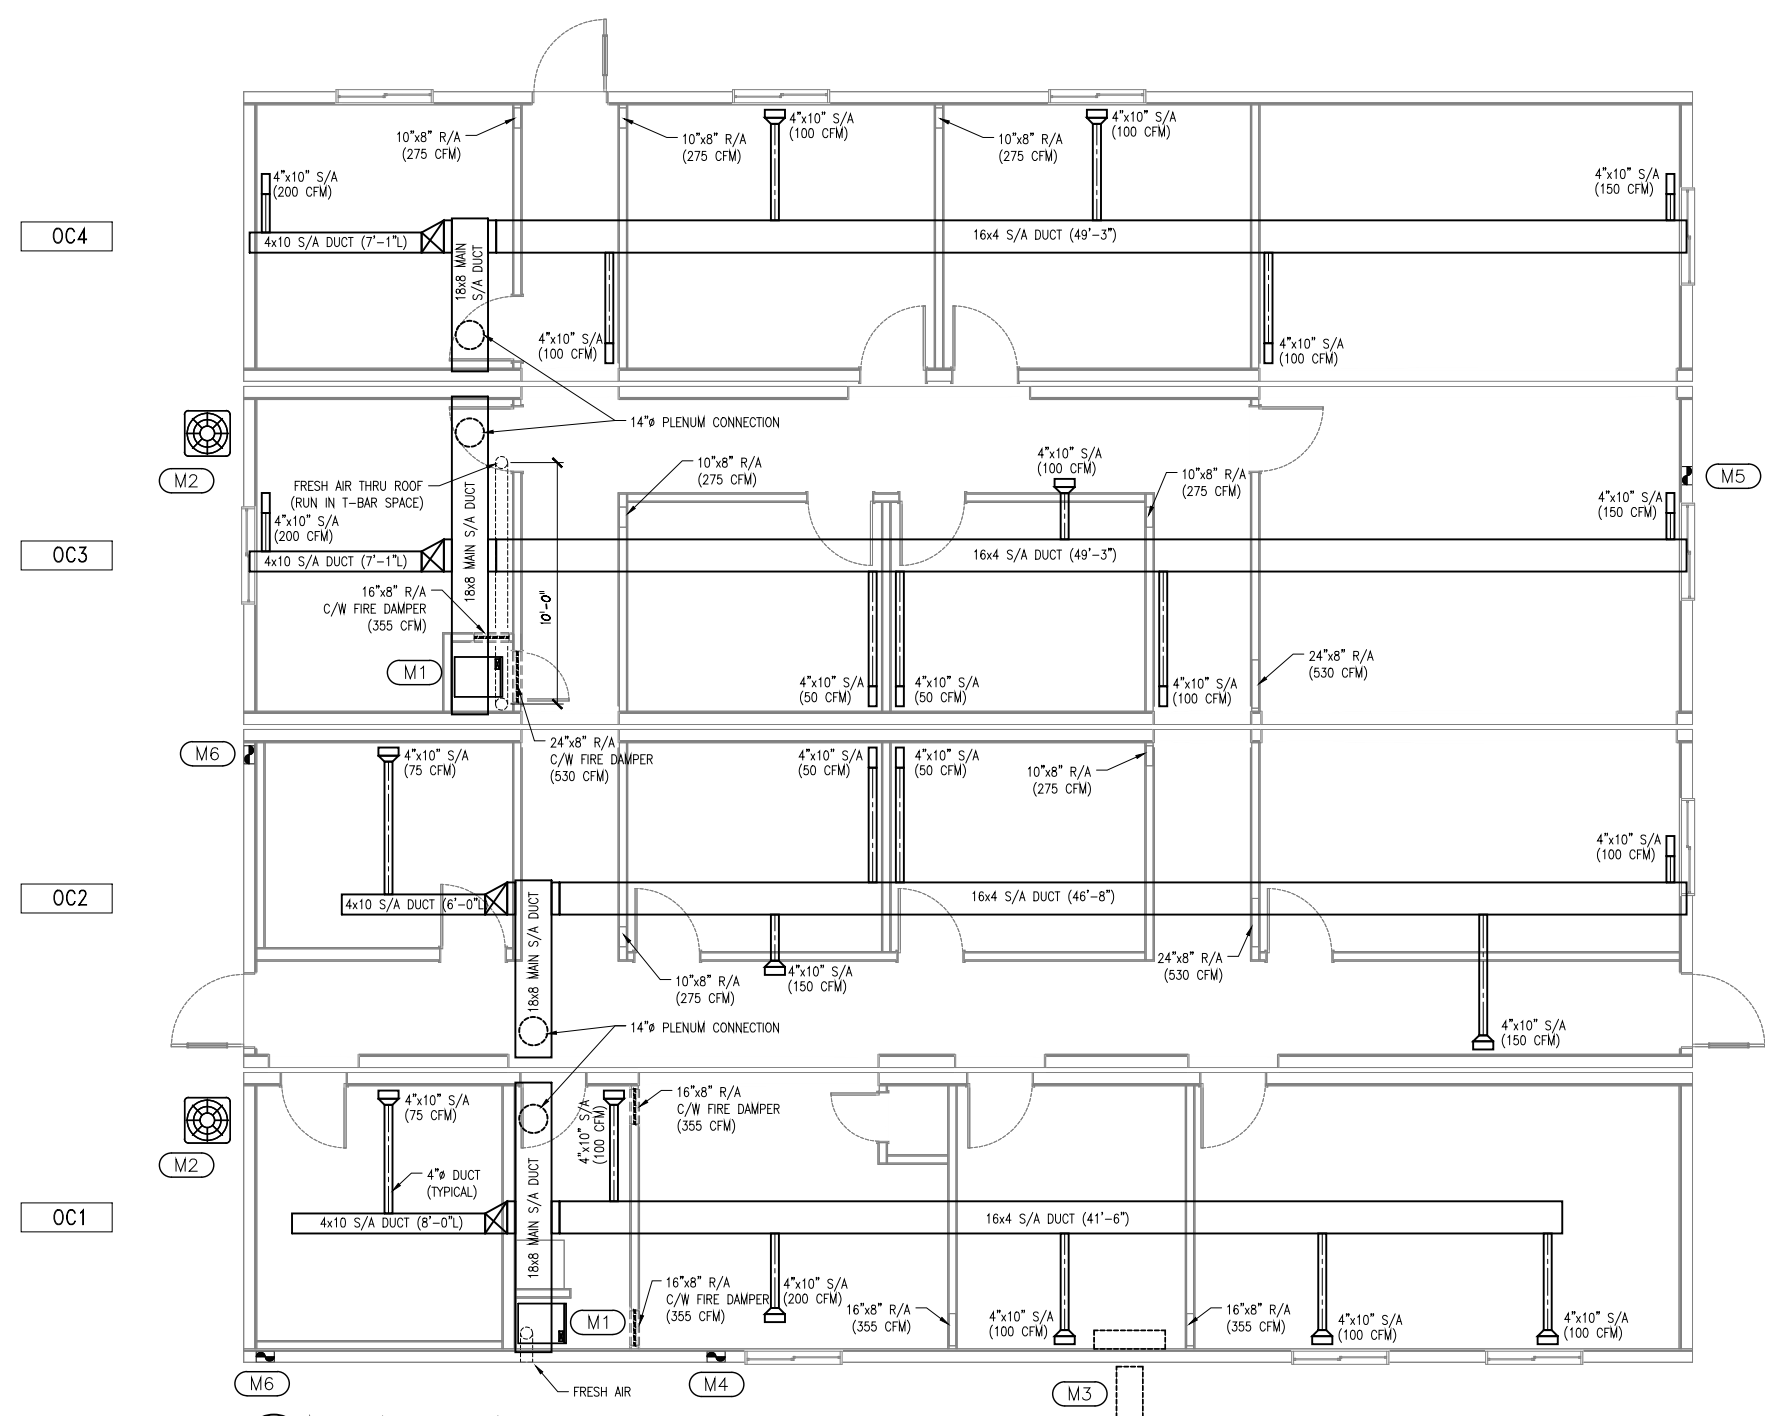 10"x8" R/A
(275 CFM)
10"x8" R/A
(275 CFM)
4"x10" S/A
(100 CFM)
10"x8" R/A
(275 CFM)
4"x10" S/A
(100 CFM)
4"x10" S/A
(200 CFM)
4"x10" S/A
(150 CFM)
OC4
4x10 S/A DUCT (7'-1"L)
18x8 MAIN
S/A DUCT
16x4 S/A DUCT (49'-3")
4"x10" S/A
(100 CFM)
4"x10" S/A
(100 CFM)
14"ø PLENUM CONNECTION
M2
FRESH AIR THRU ROOF
(RUN IN T-BAR SPACE)
10"x8" R/A
(275 CFM)
4"x10" S/A
(100 CFM)
10"x8" R/A
(275 CFM)
M5
4"x10" S/A
(200 CFM)
4"x10" S/A
(150 CFM)
OC3
4x10 S/A DUCT (7'-1"L)
18x8 MAIN S/A DUCT
16x4 S/A DUCT (49'-3")
16"x8" R/A
C/W FIRE DAMPER
(355 CFM)
10'-0"
M1
4"x10" S/A
(50 CFM)
4"x10" S/A
(50 CFM)
4"x10" S/A
(100 CFM)
24"x8" R/A
(530 CFM)
M6
4"x10" S/A
(75 CFM)
24"x8" R/A
C/W FIRE DAMPER
(530 CFM)
4"x10" S/A
(50 CFM)
4"x10" S/A
(50 CFM)
10"x8" R/A
(275 CFM)
4"x10" S/A
(100 CFM)
OC2
4x10 S/A DUCT (6'-0"L)
18x8 MAIN S/A DUCT
16x4 S/A DUCT (46'-8")
10"x8" R/A
(275 CFM)
4"x10" S/A
(150 CFM)
24"x8" R/A
(530 CFM)
14"ø PLENUM CONNECTION
4"x10" S/A
(150 CFM)
M2
4"x10" S/A
(75 CFM)
4"x10" S/A
(100 CFM)
16"x8" R/A
C/W FIRE DAMPER
(355 CFM)
4"ø DUCT
(TYPICAL)
OC1
4x10 S/A DUCT (8'-0"L)
18x8 MAIN S/A DUCT
16x4 S/A DUCT (41'-6")
M1
16"x8" R/A
C/W FIRE DAMPER
(355 CFM)
4"x10" S/A
(200 CFM)
16"x8" R/A
(355 CFM)
4"x10" S/A
(100 CFM)
16"x8" R/A
(355 CFM)
4"x10" S/A
(100 CFM)
4"x10" S/A
(100 CFM)
M6
FRESH AIR
M4
M3